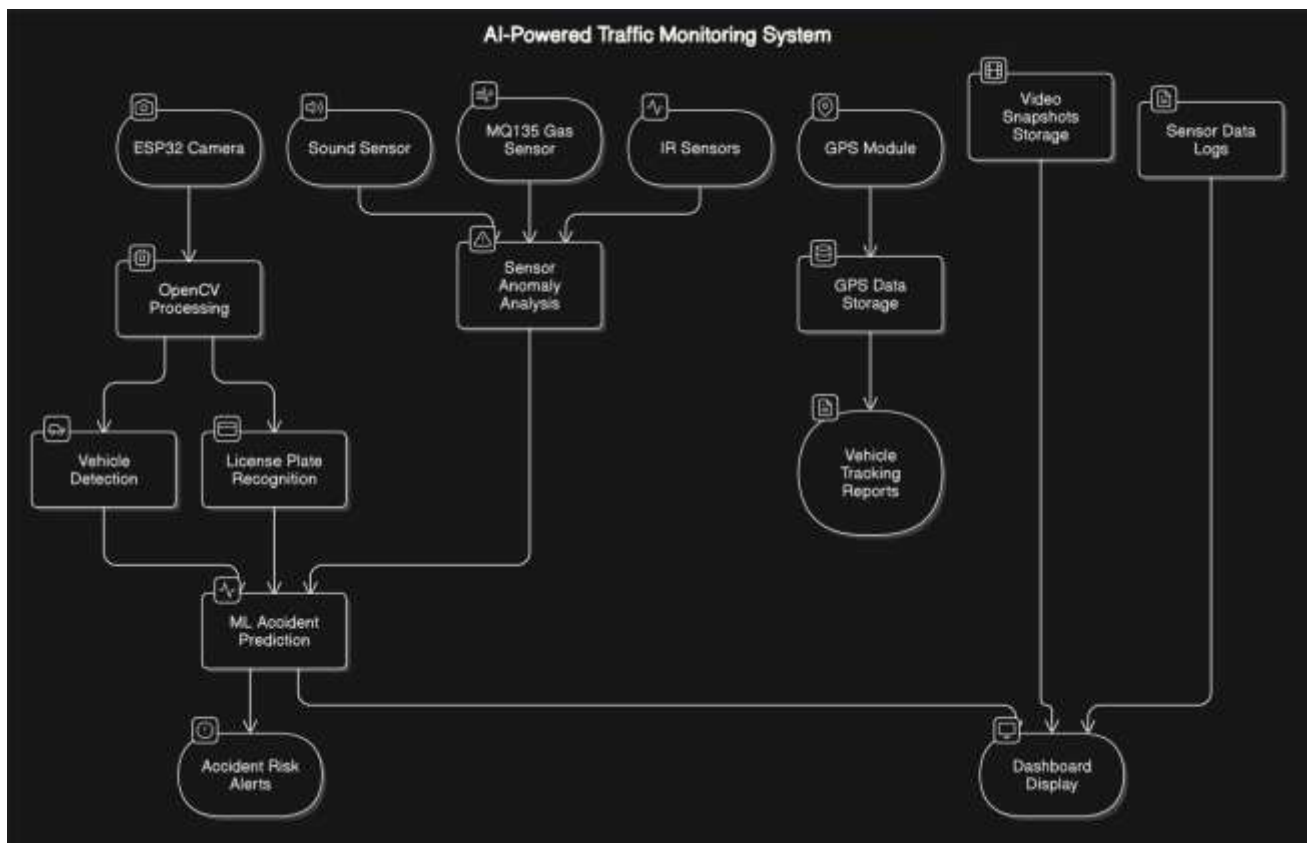 AI-Powered Traffic Monitoring System
ESP32 Camera
Sound Sensor
MQ135 Gas
Sensor
IR Sensors
GPS Module
Video
Snapshots
Storage
Sensor Data
Logs
OpenCV
Processing
Sensor
Anomaly
Analysis
GPS Data
Storage
Vehicle
Detection
License Plate
Recognition
Vehicle
Tracking
Reports
ML Accident
Prediction
Accident Risk
Alerts
Dashboard
Display